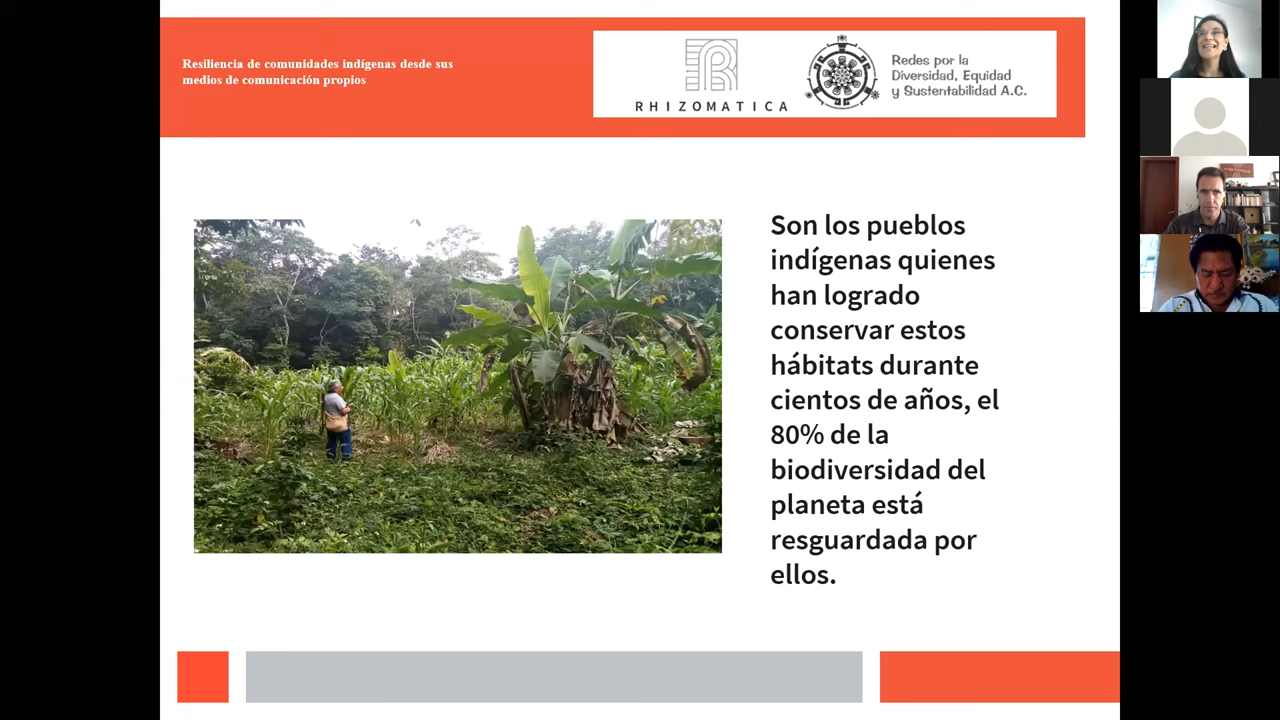 Resiliencia de comunidades indígenas desde sus
medios de comunicación propios
RHIZOMATICA
Redes por la
Diversidad, Equidad
y Sustentabilidad A.C.
Son los pueblos
indígenas quienes
han logrado
conservar estos
hábitats durante
cientos de años, el
80% de la
biodiversidad del
planeta está
resguardada por
ellos.